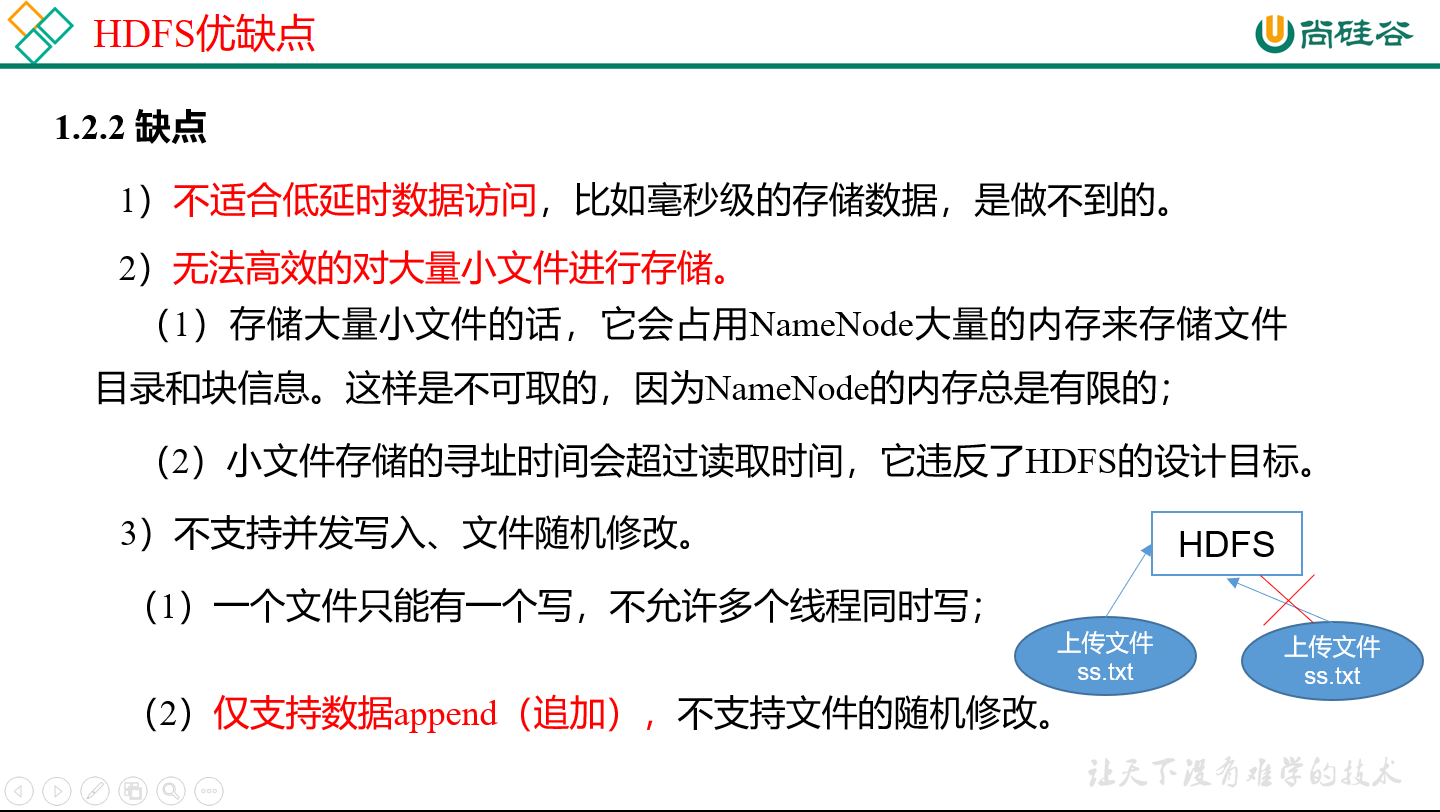 HDFS优缺点
尚硅谷
1.2.2 缺点
1）不适合低延时数据访问，比如毫秒级的存储数据，是做不到的。
2）无法高效的对大量小文件进行存储。
（1）存储大量小文件的话，它会占用NameNode大量的内存来存储文件
目录和块信息。这样是不可取的，因为NameNode的内存总是有限的；
（2）小文件存储的寻址时间会超过读取时间，它违反了HDFS的设计目标。
3）不支持并发写入、文件随机修改。
（1）一个文件只能有一个写，不允许多个线程同时写；
（2）仅支持数据append（追加），不支持文件的随机修改。
HDFS
上传文件
ss.txt
上传文件
ss.txt
让天下没有难学的技术